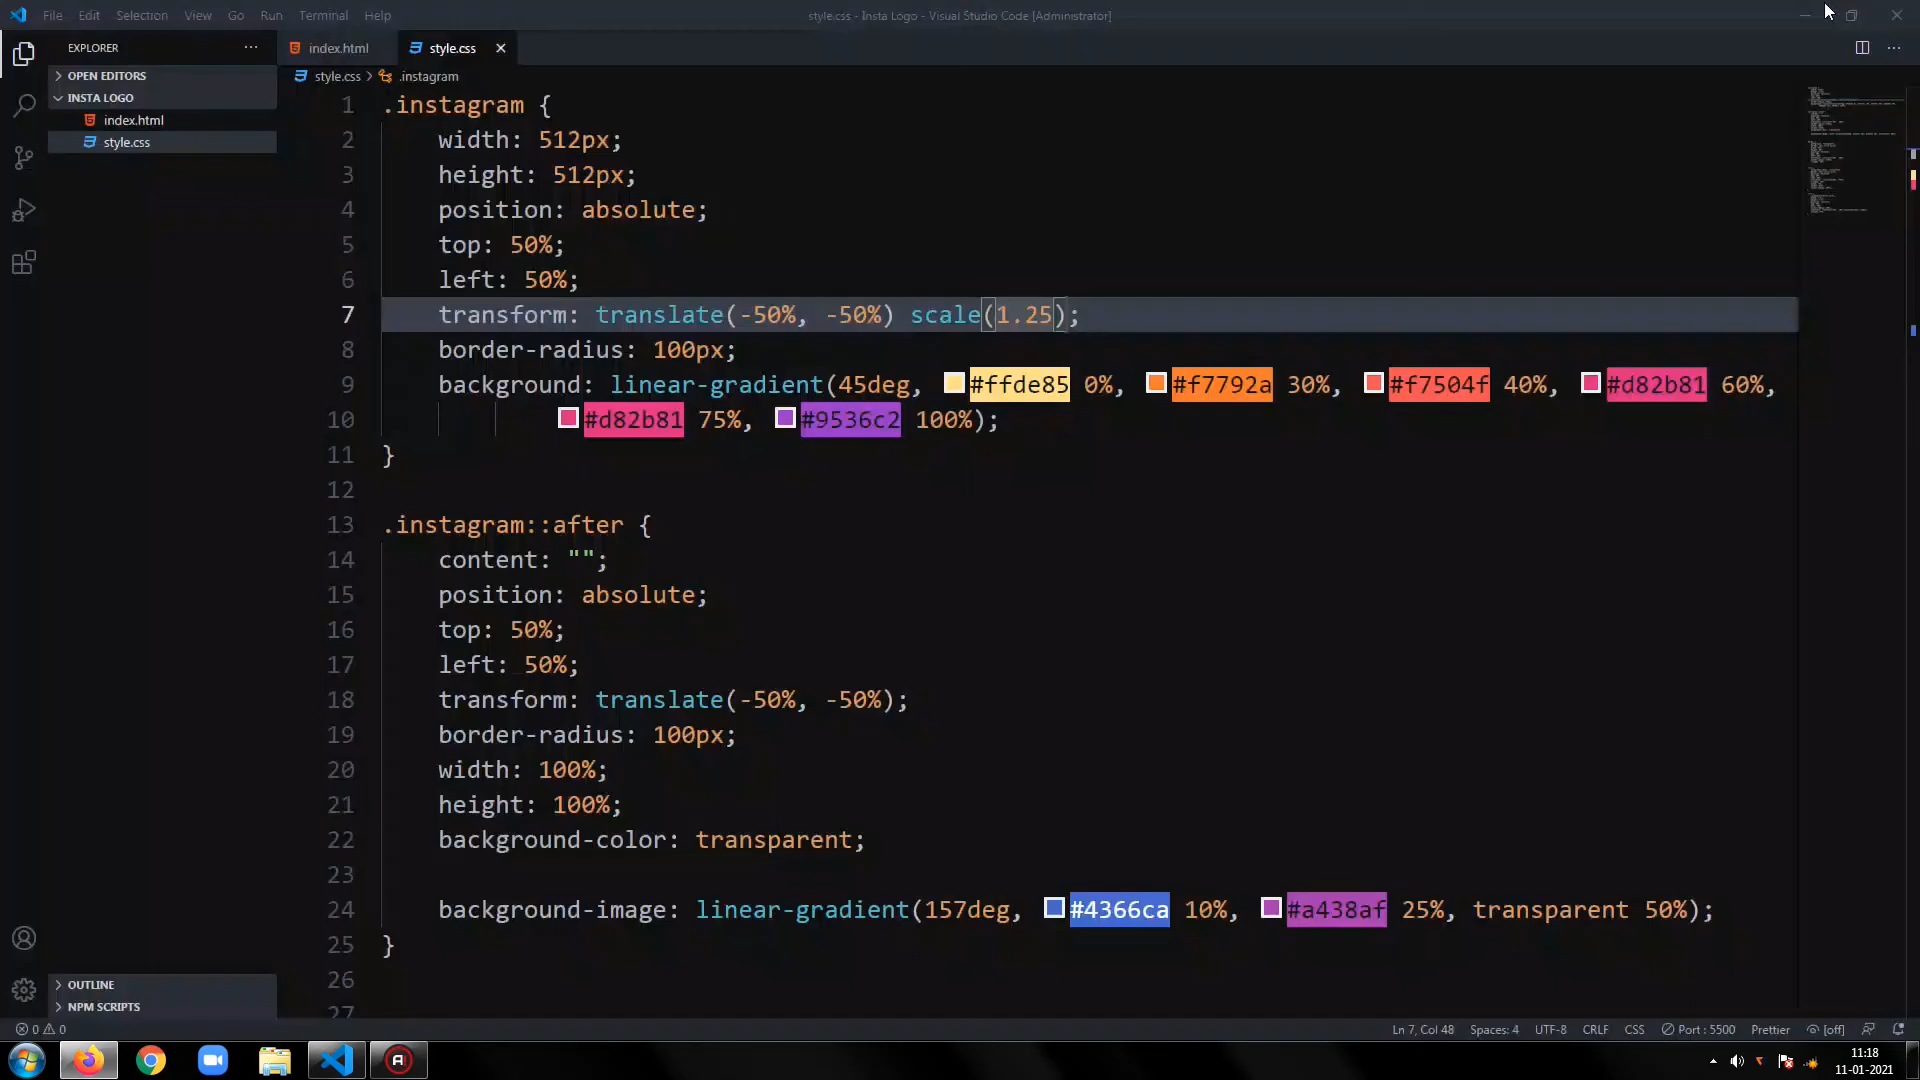 File Edit Selection View Go Run Terminal Help
style.css - Insta Logo - Visual Studio Code [Administrator]
EXPLORER
index.html
style.css
OPEN EDITORS
style.css > .instagram
INSTA LOGO
index.html
style.css
1 .instagram {
2 width: 512px;
3 height: 512px;
4 position: absolute;
5 top: 50%;
6 left: 50%;
7 transform: translate(-50%, -50%) scale(1.25);
8 border-radius: 100px;
9 background: linear-gradient(45deg, #ffde85 0%, #f7792a 30%, #f7504f 40%, #d82b81 60%,
10 #d82b81 75%, #9536c2 100%);
11 }
12
13 .instagram::after {
14 content: "";
15 position: absolute;
16 top: 50%;
17 left: 50%;
18 transform: translate(-50%, -50%);
19 border-radius: 100px;
20 width: 100%;
21 height: 100%;
22 background-color: transparent;
23
24 background-image: linear-gradient(157deg, #4366ca 10%, #a438af 25%, transparent 50%);
25 }
26
27
OUTLINE
NPM SCRIPTS
0 0
Ln 7, Col 48 Spaces: 4 UTF-8 CRLF CSS Port : 5500 Prettier [off]
11:18
11-01-2021